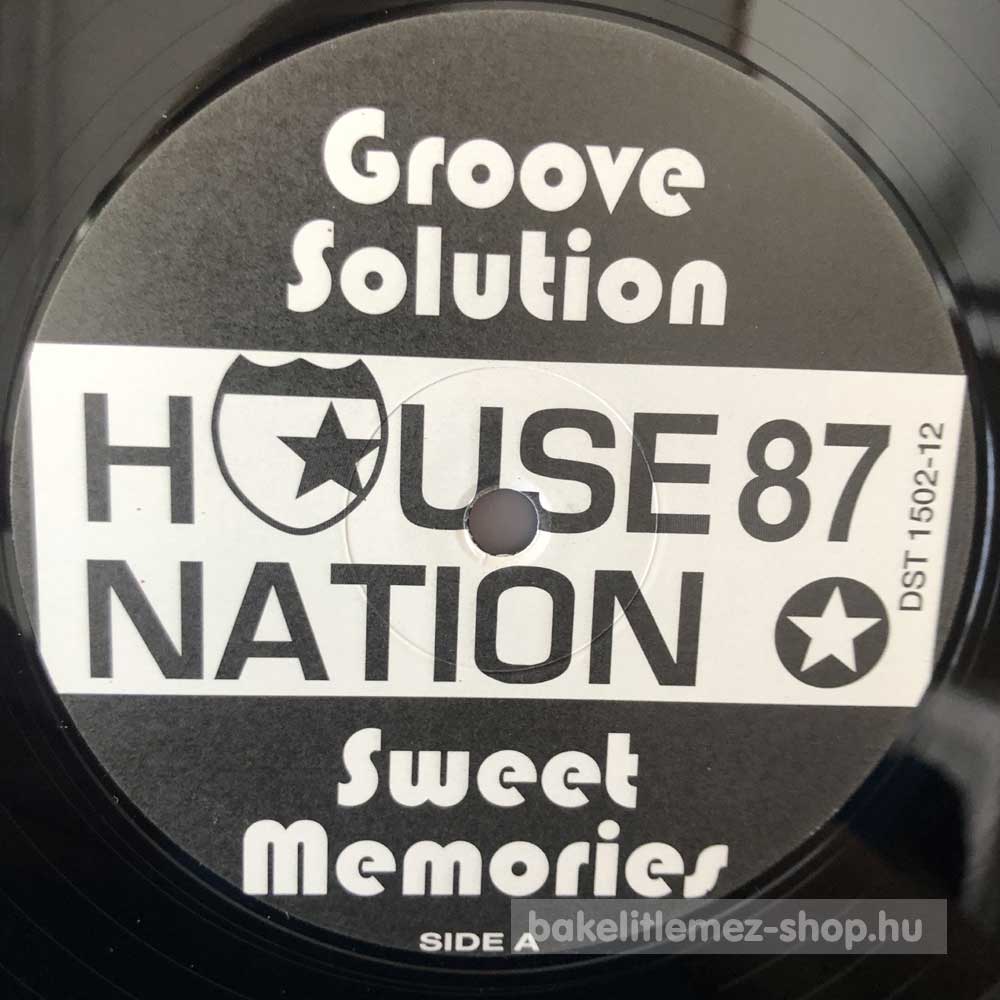 Groove
Solution
HOUSE 87
NATION
DST 1502-12
Sweet
Memories
SIDE A
bakelitlemez-shop.hu